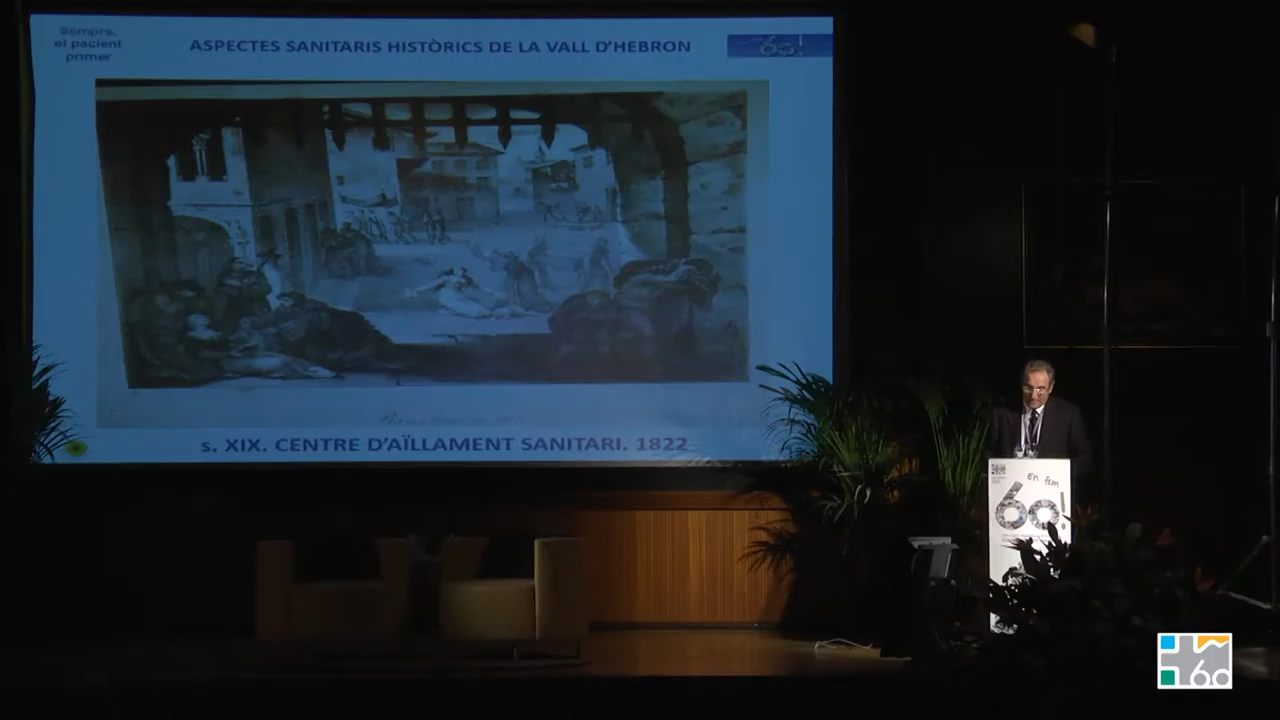 Sempre,
el pacient
primer
ASPECTES SANITARIS HISTÒRICS DE LA VALL D'HEBRON
60!
s. XIX. CENTRE D'AÏLLAMENT SANITARI. 1822
en fem
60!
60